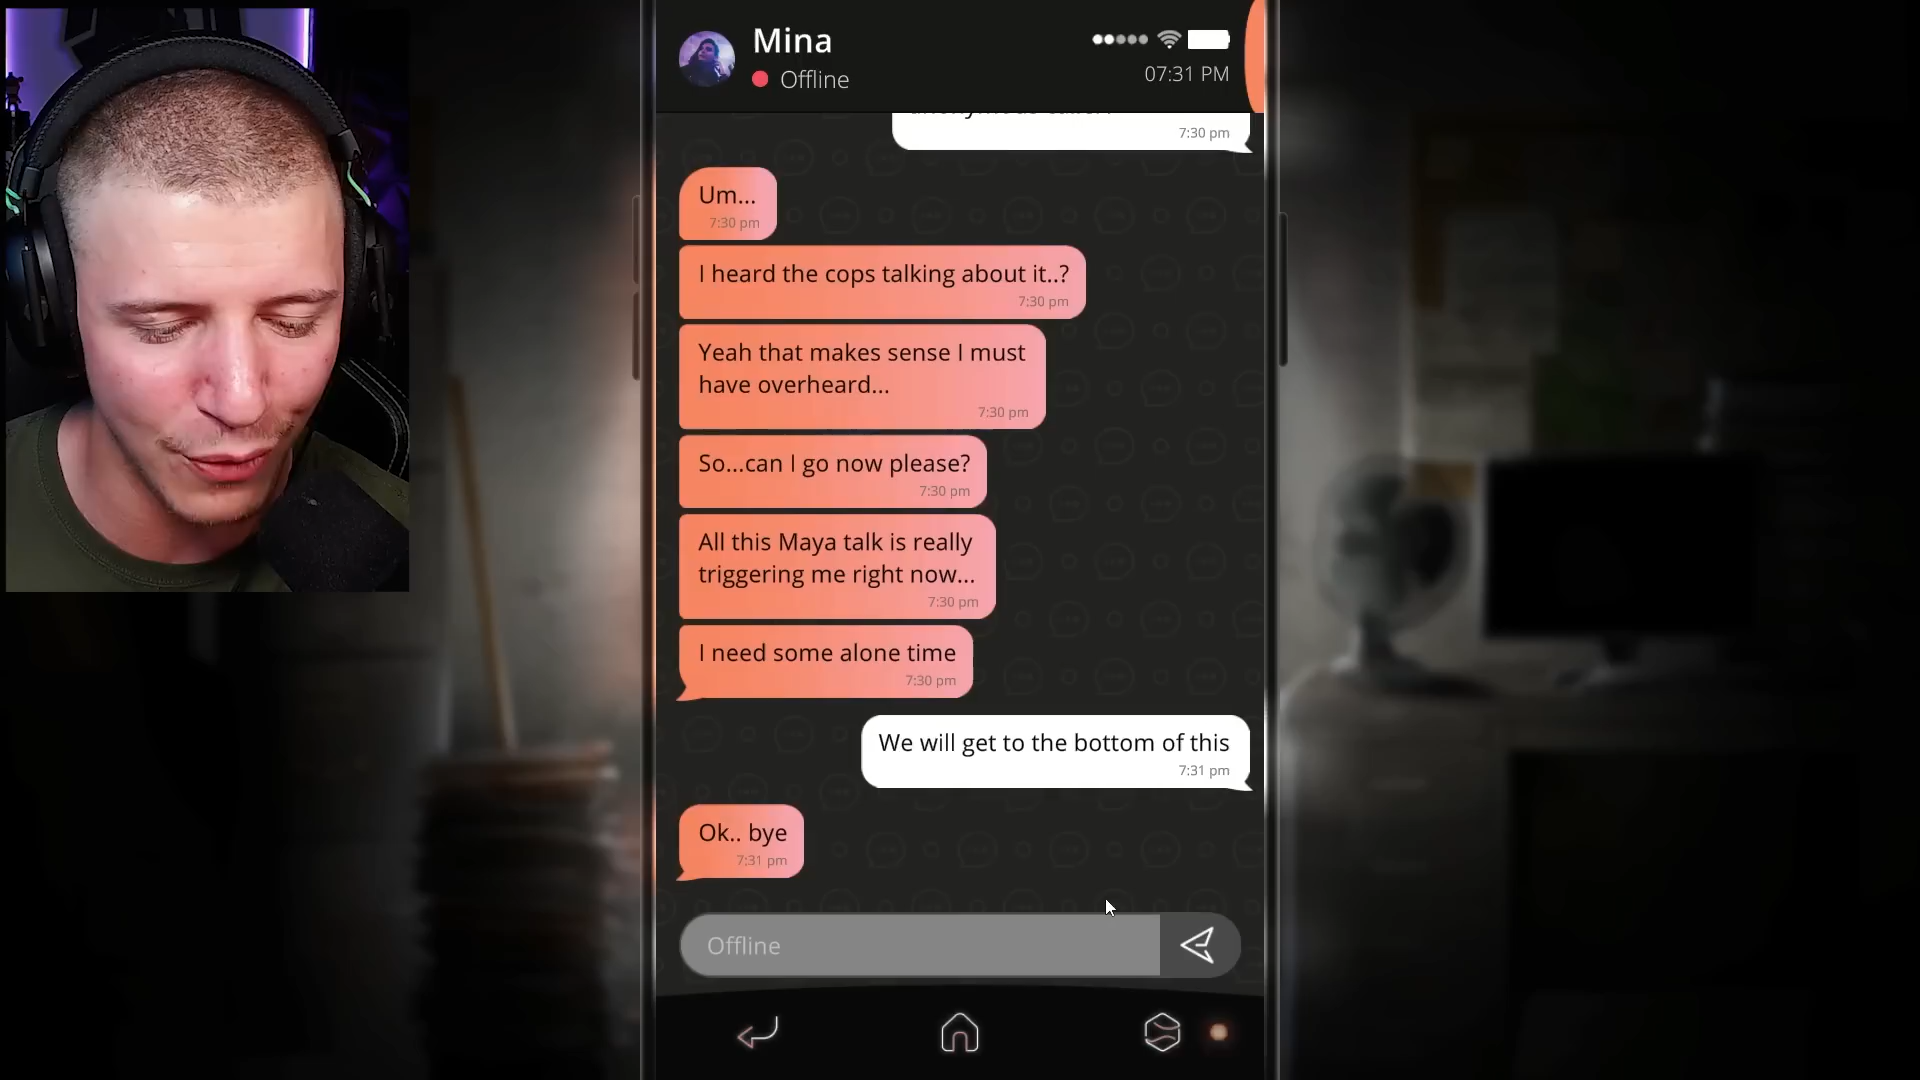 Mina
Offline
07:31 PM
7:30 pm
Um...
7:30 pm
I heard the cops talking about it..?
7:30 pm
Yeah that makes sense I must
have overheard...
7:30 pm
So...can I go now please?
7:30 pm
All this Maya talk is really
triggering me right now...
7:30 pm
I need some alone time
7:30 pm
We will get to the bottom of this
7:31 pm
Ok.. bye
7:31 pm
Offline